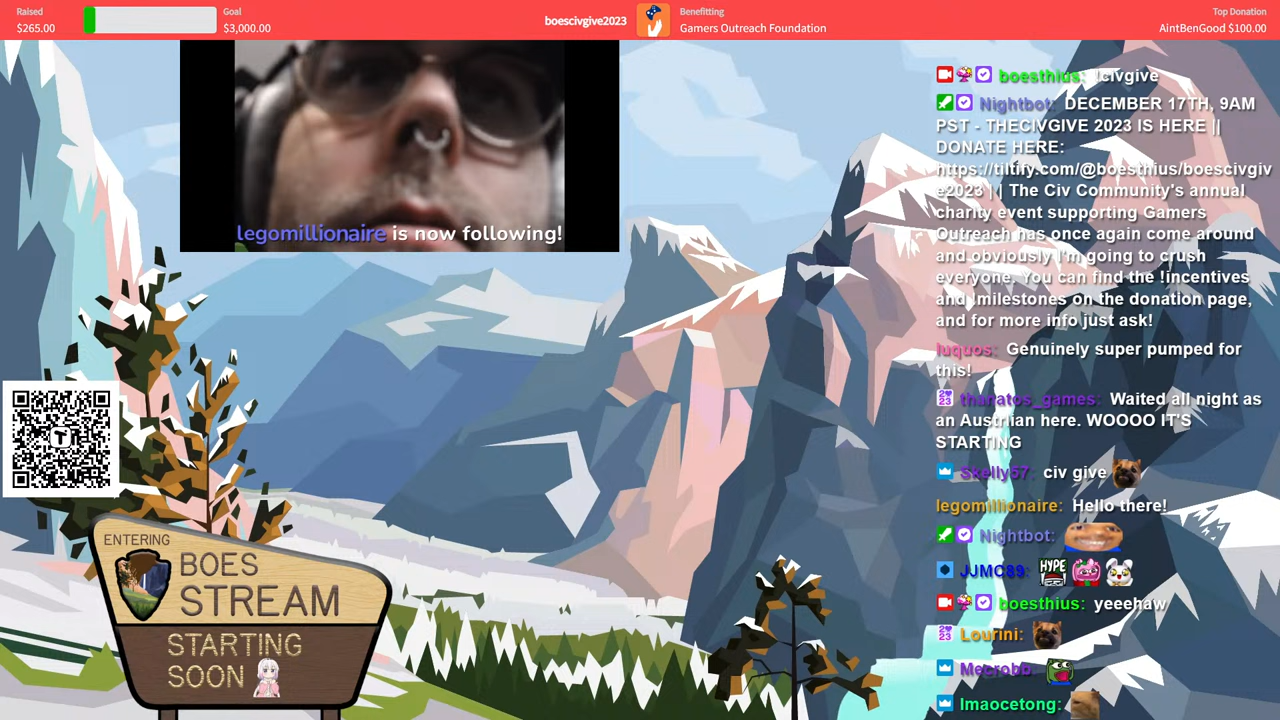 Raised
$265.00
Goal
$3,000.00
boescivgive2023
Benefitting
Gamers Outreach Foundation
Top Donation
AintBenGood $100.00
legomillionaire is now following!
boesthius: !civgive
Nightbot: DECEMBER 17TH, 9AM
PST - THECIVGIVE 2023 IS HERE ||
DONATE HERE:
https://tiltify.com/@boesthius/boescivgiv
e2023 | | The Civ Community's annual
charity event supporting Gamers
Outreach has once again come around
and obviously I'm going to crush
everyone. You can find the !incentives
and !milestones on the donation page,
and for more info just ask!
luquos: Genuinely super pumped for
this!
thanatos_games: Waited all night as
an Austrian here. WOOOO IT'S
STARTING
Skelly57: civ give
legomillionaire: Hello there!
Nightbot:
JJMC89: HYPE
boesthius: yeeehaw
Lourini:
Mecrobb:
lmaocetong:
T
ENTERING
BOES
STREAM
STARTING
SOON